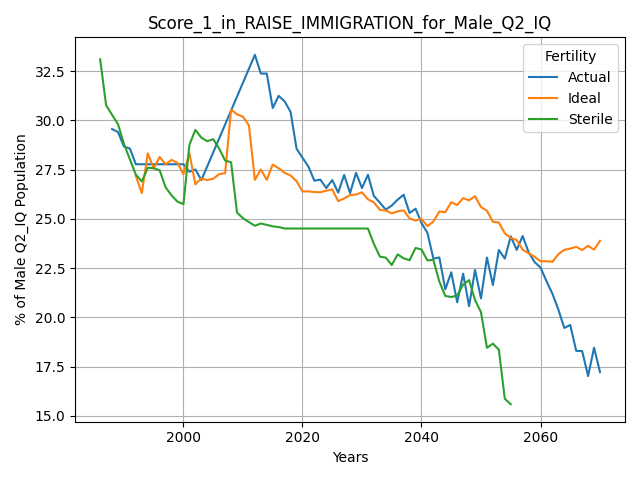 Score_1_in_RAISE_IMMIGRATION_for_Male_Q2_IQ
% of Male Q2_IQ Population
32.5
30.0
27.5
25.0
22.5
20.0
17.5
15.0
Fertility
Actual
Ideal
Sterile
2000
2020
2040
2060
Years